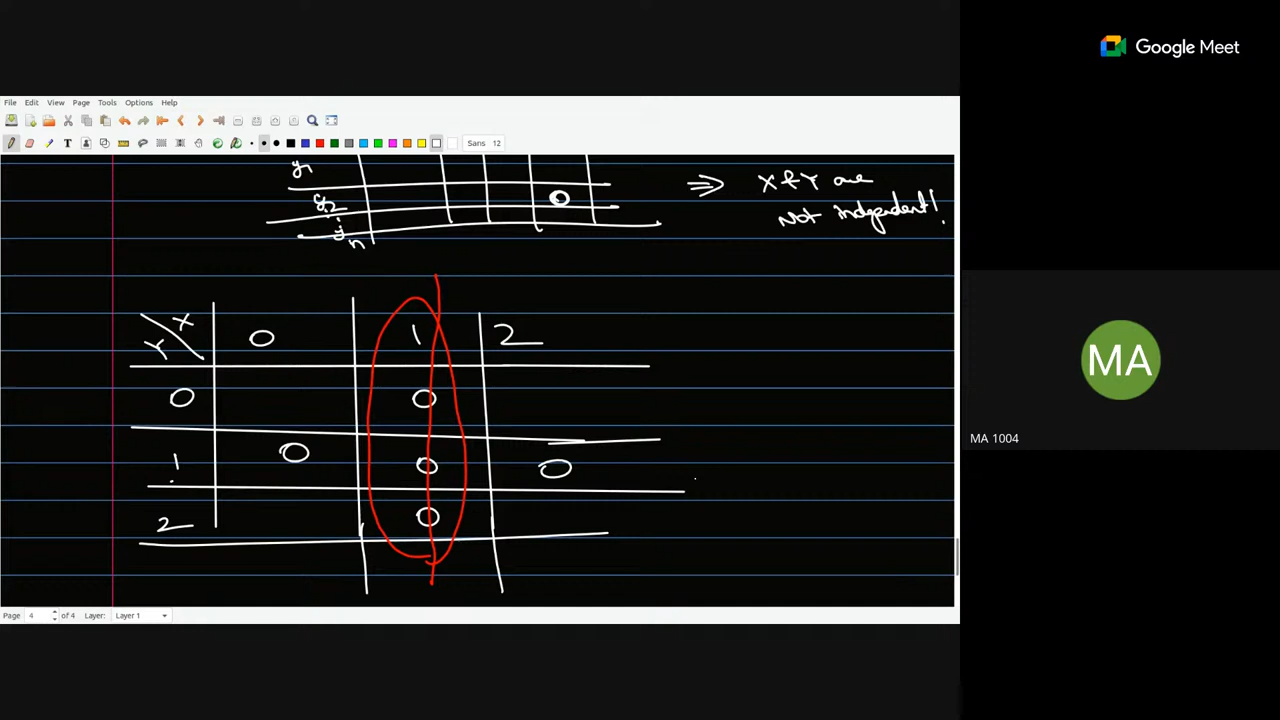 Google Meet
File Edit View Page Tools Options Help
Sans 12
y1
y2 0
yn
⇒ X & Y are
Not independent!
X
Y 0 1 2
0 0
1 0 0 0
2 0
MA
MA 1004
Page 4 of 4 Layer: Layer 1